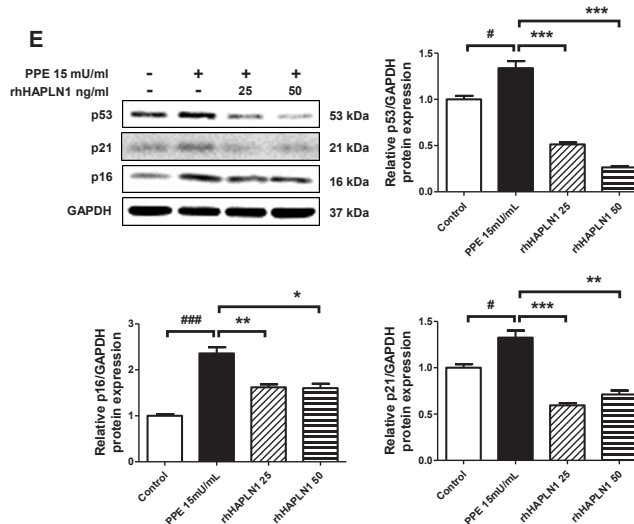 E
PPE 15 mU/ml - + + +
rhHAPLN1 ng/ml - - 25 50
p53 53 kDa
p21 21 kDa
p16 16 kDa
GAPDH 37 kDa
Relative p53/GAPDH
protein expression
1.5
1.0
0.5
0.0
# *** ***
Control
PPE 15mU/mL
rhHAPLN1 25
rhHAPLN1 50
Relative p16/GAPDH
protein expression
3
2
1
0
### ** *
Control
PPE 15mU/mL
rhHAPLN1 25
rhHAPLN1 50
Relative p21/GAPDH
protein expression
1.5
1.0
0.5
0.0
# *** **
Control
PPE 15mU/mL
rhHAPLN1 25
rhHAPLN1 50